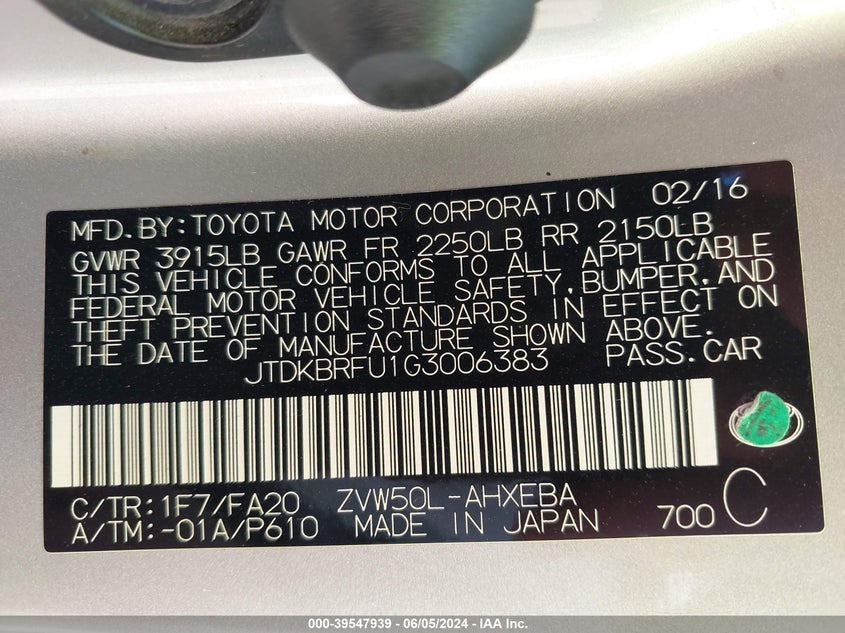 MFD. BY: TOYOTA MOTOR CORPORATION 02/16
GVWR 3915LB GAWR FR 2250LB RR 2150LB
THIS VEHICLE CONFORMS TO ALL APPLICABLE
FEDERAL MOTOR VEHICLE SAFETY, BUMPER, AND
THEFT PREVENTION STANDARDS IN EFFECT ON
THE DATE OF MANUFACTURE SHOWN ABOVE.
JTDKBRFU1G3006383 PASS. CAR
C/TR: 1F7/FA20 ZVW50L-AHXEBA
A/TM: -01A/P610 MADE IN JAPAN 700 C
000-39547939 - 06/05/2024 - IAA Inc.